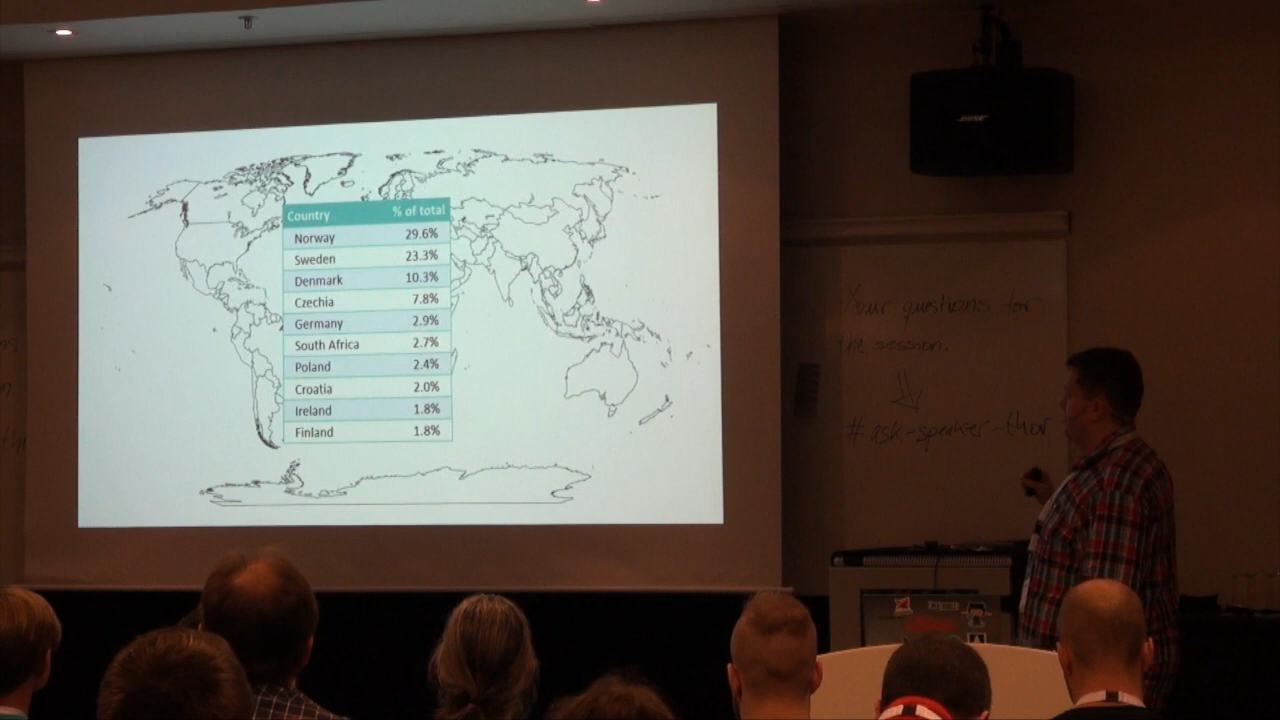 Country % of total
Norway 29.6%
Sweden 23.3%
Denmark 10.3%
Czechia 7.8%
Germany 2.9%
South Africa 2.7%
Poland 2.4%
Croatia 2.0%
Ireland 1.8%
Finland 1.8%
BOSE
Your questions for
the session.
#ask-speaker-thor